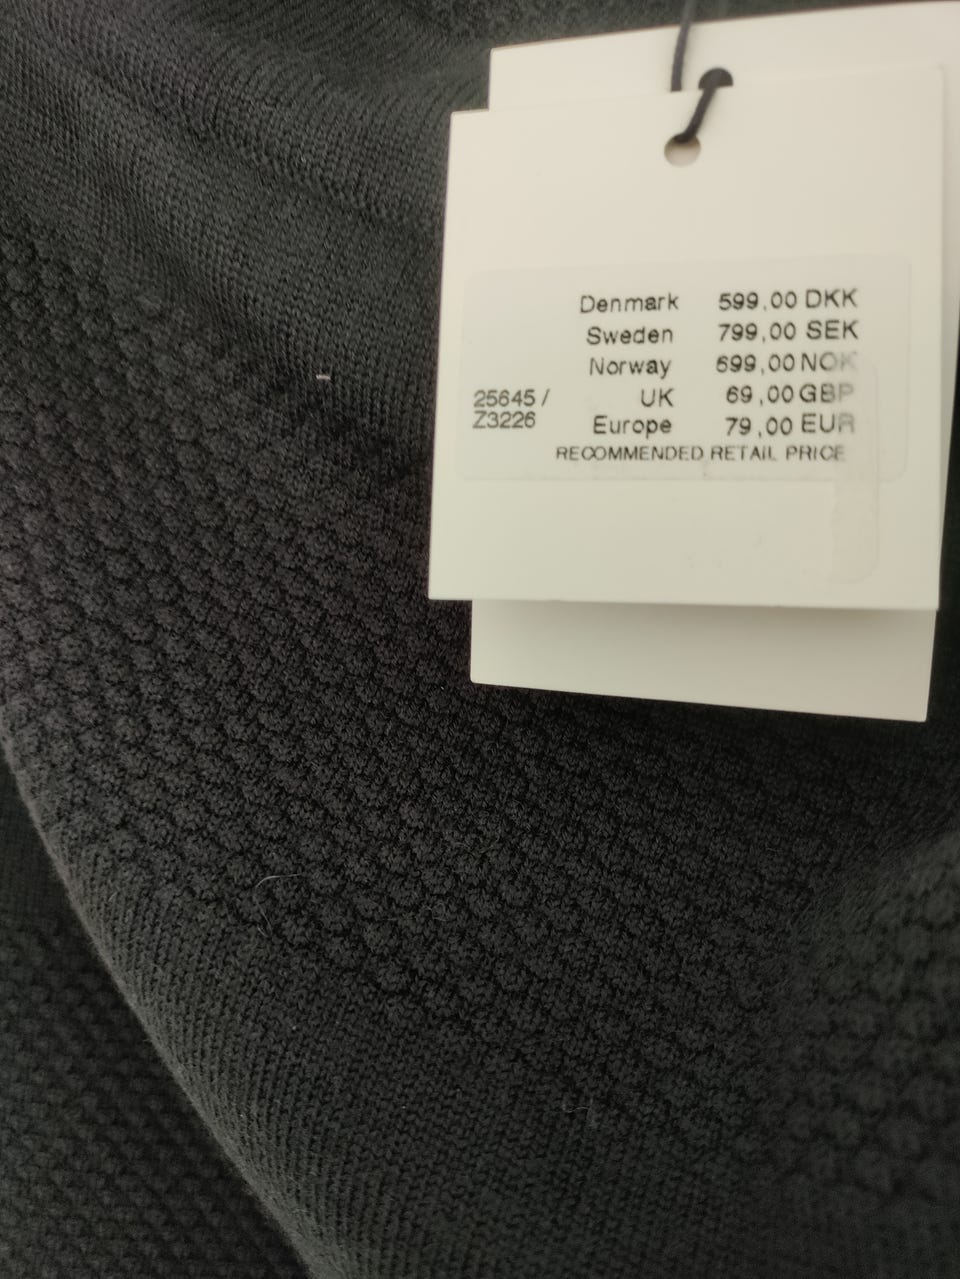 Denmark 599,00 DKK
Sweden 799,00 SEK
Norway 699,00 NOK
25645 / UK 69,00 GBP
Z3226 Europe 79,00 EUR
RECOMMENDED RETAIL PRICE